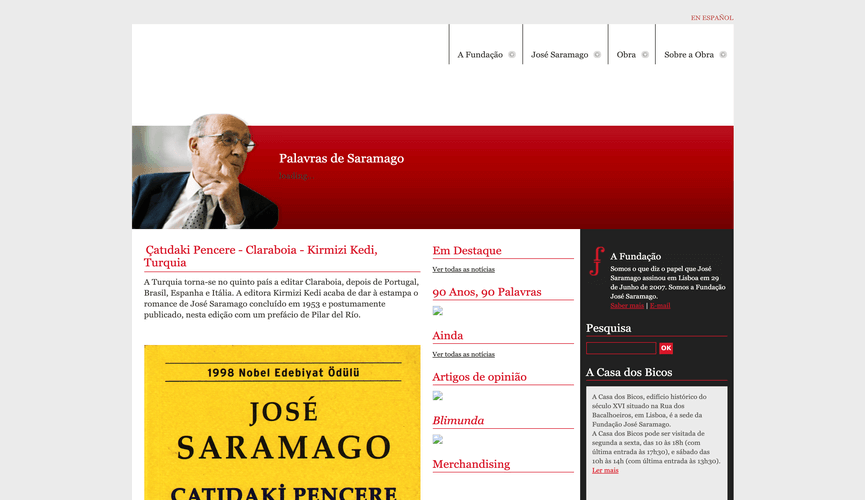 EN ESPAÑOL
A Fundação
José Saramago
Obra
Sobre a Obra
Palavras de Saramago
Çatıdaki Pencere - Claraboia - Kirmizi Kedi,
Turquia
A Turquia torna-se no quinto país a editar Claraboia, depois de Portugal,
Brasil, Espanha e Itália. A editora Kirmizi Kedi acaba de dar à estampa o
romance de José Saramago concluído em 1953 e postumamente
publicado, nesta edição com um prefácio de Pilar del Río.
1998 Nobel Edebiyat Ödülü
JOSÉ
SARAMAGO
ÇATIDAKİ PENCERE
Em Destaque
Ver todas as notícias
90 Anos, 90 Palavras
Ainda
Ver todas as notícias
Artigos de opinião
Blimunda
Merchandising
A Fundação
Somos o que diz o papel que José
Saramago assinou em Lisboa em 29
de Junho de 2007. Somos a Fundação
José Saramago.
Saber mais | E-mail
Pesquisa
OK
A Casa dos Bicos
A Casa dos Bicos, edifício histórico do
século XVI situado na Rua dos
Bacalhoeiros, em Lisboa, é a sede da
Fundação José Saramago.
A Casa dos Bicos pode ser visitada de
segunda a sexta, das 10 às 18h (com
última entrada às 17h30), e sábado das
10h às 14h (com última entrada às 13h30).
Ler mais